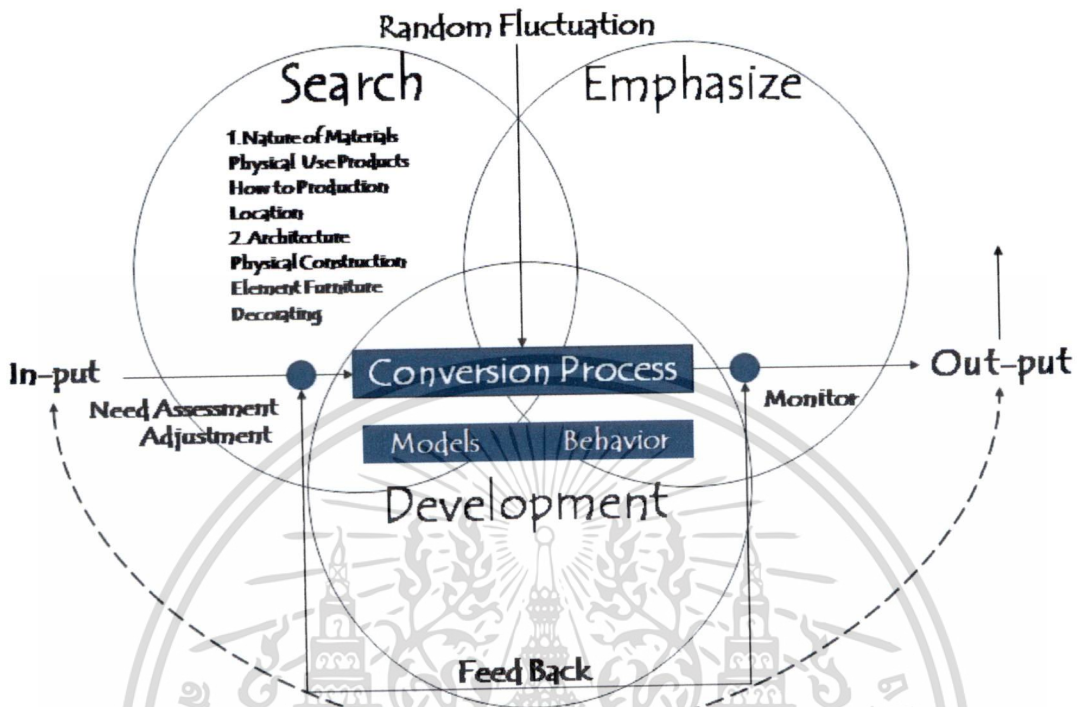 Random Fluctuation
Search
Emphasize
1.Nature of Materials
Physical Use Products
How to Production
Location
2.Architecture
Physical Construction
Element Furniture
Decorating
In-put
Conversion Process
Out-put
Need Assessment
Adjustment
Monitor
Models Behavior
Development
Feed Back